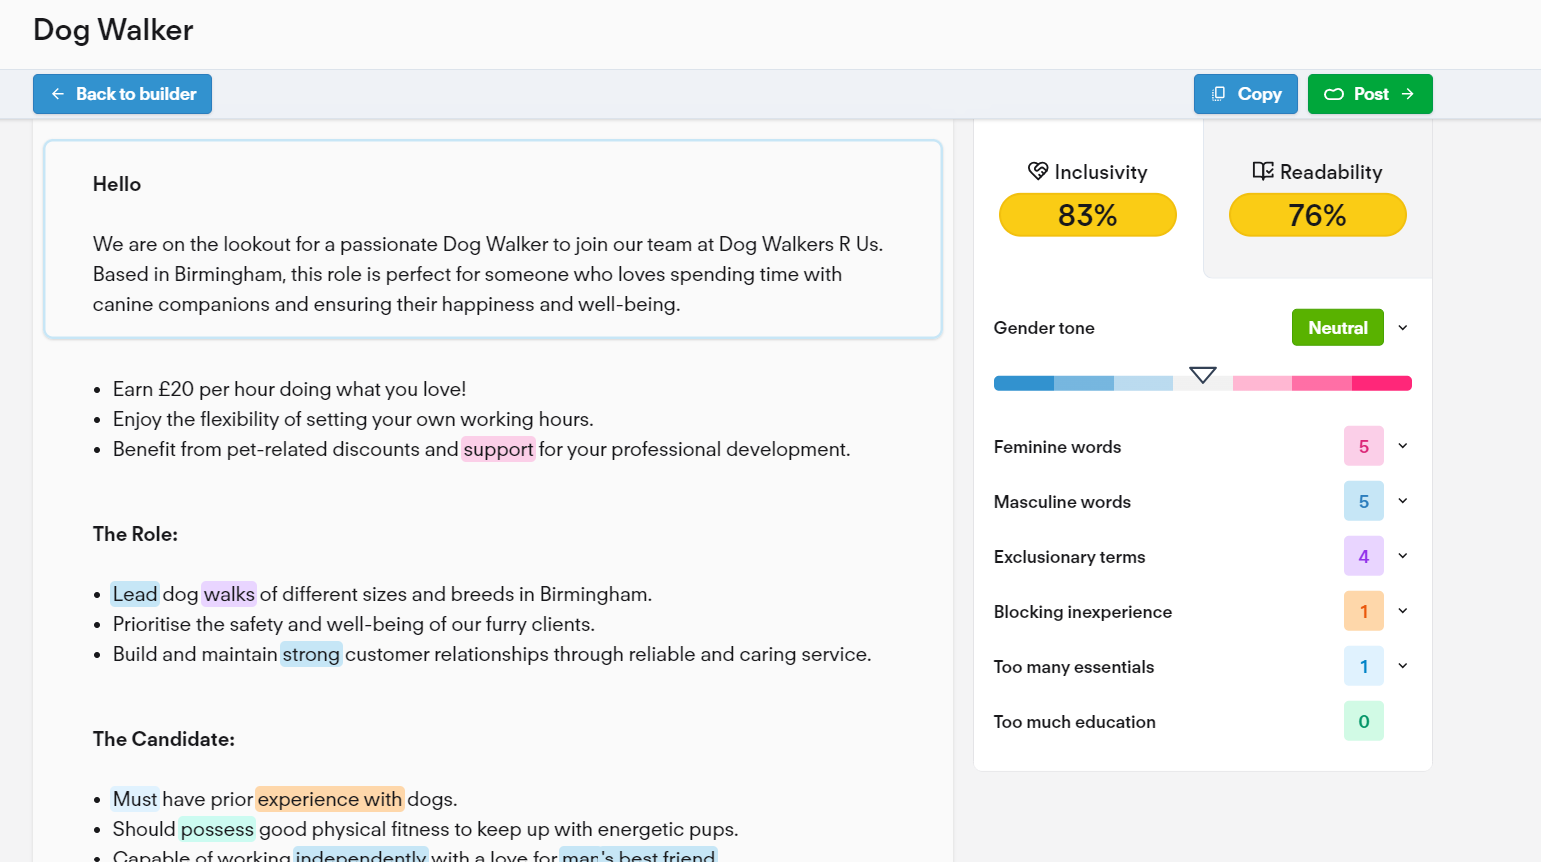 Dog Walker
← Back to builder
Copy
Post →
Hello
We are on the lookout for a passionate Dog Walker to join our team at Dog Walkers R Us.
Based in Birmingham, this role is perfect for someone who loves spending time with
canine companions and ensuring their happiness and well-being.
• Earn £20 per hour doing what you love!
• Enjoy the flexibility of setting your own working hours.
• Benefit from pet-related discounts and support for your professional development.
The Role:
• Lead dog walks of different sizes and breeds in Birmingham.
• Prioritise the safety and well-being of our furry clients.
• Build and maintain strong customer relationships through reliable and caring service.
The Candidate:
• Must have prior experience with dogs.
• Should possess good physical fitness to keep up with energetic pups.
• Capable of working independently with a love for man's best friend
Inclusivity
83%
Readability
76%
Gender tone
Neutral
Feminine words
5
Masculine words
5
Exclusionary terms
4
Blocking inexperience
1
Too many essentials
1
Too much education
0